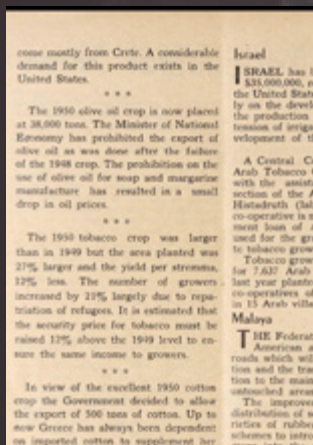 come mostly from Crete. A considerable
demand for this product exists in the
United States.
* * *
The 1950 olive oil crop is now placed
at 38,000 tons. The Minister of National
Economy has prohibited the export of
olive oil as was done after the failure
of the 1948 crop. The prohibition on the
use of olive oil for soap and margarine
manufacture has resulted in a small
drop in oil prices.
* * *
The 1950 tobacco crop was larger
than in 1949 but the area planted was
27% larger and the yield per stremma,
12% less. The number of growers
increased by 21% largely due to repa-
triation of refugees. It is estimated that
the security price for tobacco must be
raised 12% above the 1949 level to en-
sure the same income to growers.
* * *
In view of the excellent 1950 cotton
crop the Government decided to allow
the export of 500 tons of cotton. Up to
now Greece has always been dependent
on imported cotton to supplement
Israel
ISRAEL has
$35,000,000,
the United State
ly on the develo
the production
tension of irriga
velopment of th
A Central Co
Arab Tobacco
with the assist
section of the A
Histadruth (lab
co-operative is
ment loan of
used for the gr
to tobacco grow
Tobacco grow
for 7,637 Arab
last year plante
co-operatives of
in 15 Arab villa
Malaya
THE Federat
American a
roads which wil
tion and the tra
tion to the main
untouched areas
The improve
distribution of s
rieties of rubber
schemes to intro